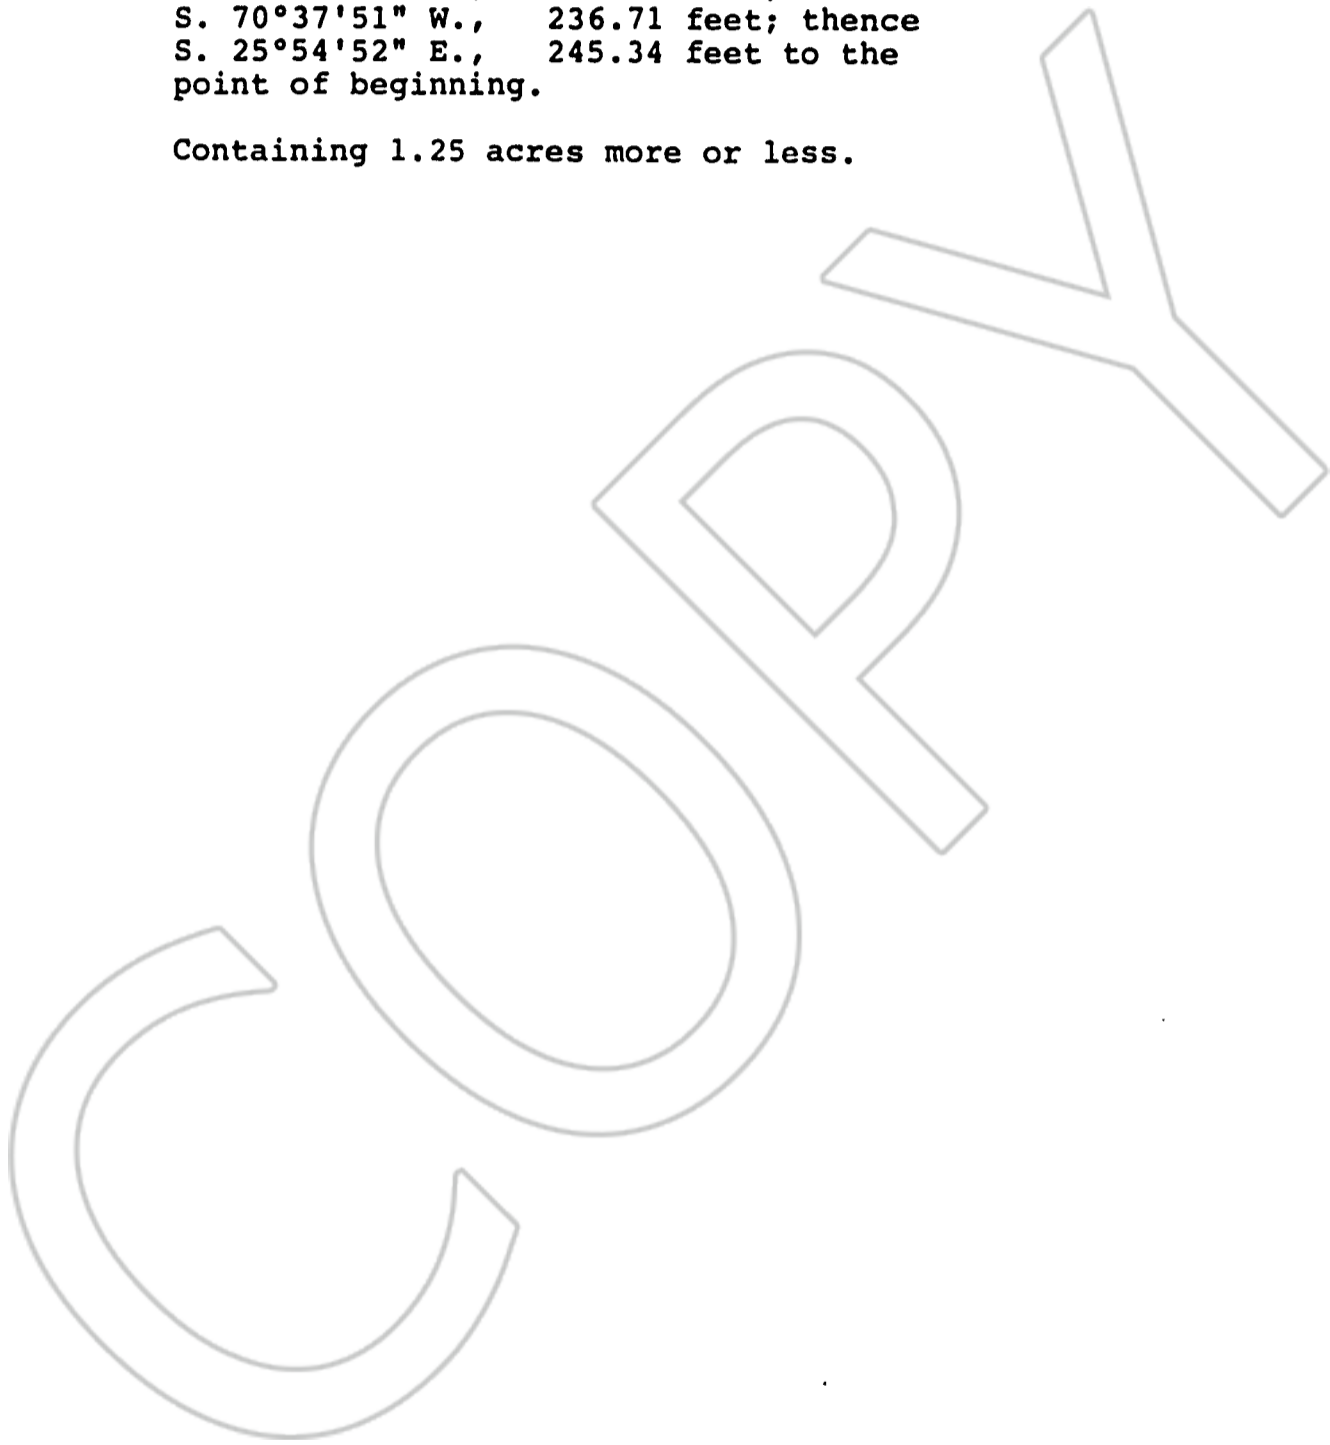 S. 70°37'51" W.,   236.71 feet; thence
S. 25°54'52" E.,   245.34 feet to the
point of beginning.
Containing 1.25 acres more or less.
COPY